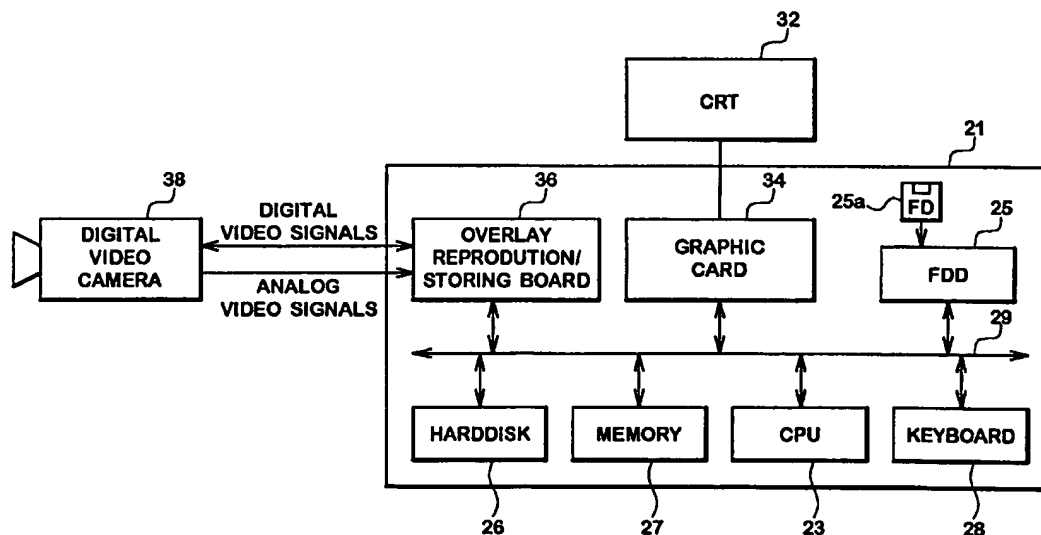 32
CRT
21
38
36
34
25a
FD
25
DIGITAL
VIDEO SIGNALS
DIGITAL
VIDEO
CAMERA
OVERLAY
REPRODUTION/
STORING BOARD
GRAPHIC
CARD
FDD
ANALOG
VIDEO SIGNALS
29
HARDDISK
MEMORY
CPU
KEYBOARD
26
27
23
28